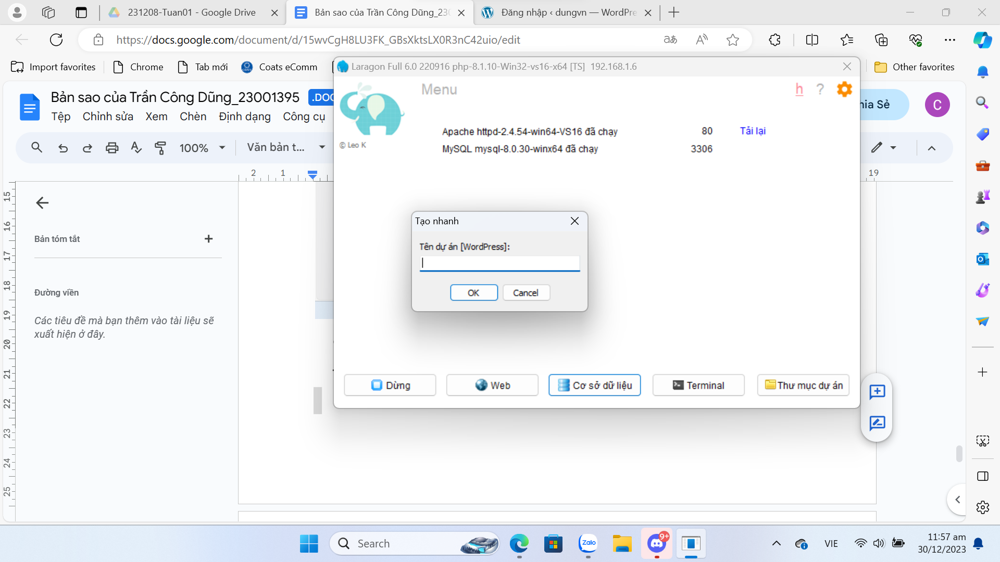 231208-Tuan01 - Google Drive
Bản sao của Trần Công Dũng_230
Đăng nhập ‹ dungvn — WordPre
https://docs.google.com/document/d/15wvCgH8LU3FK_GBsXktsLX0R3nC42uio/edit
Import favorites
Chrome
Tab mới
Coats eComm
Other favorites
Laragon Full 6.0 220916 php-8.1.10-Win32-vs16-x64 [TS] 192.168.1.6
Menu
h
?
© Leo K
Apache httpd-2.4.54-win64-VS16 đã chạy 80 Tải lại
MySQL mysql-8.0.30-winx64 đã chạy 3306
Bản sao của Trần Công Dũng_23001395
.DOC
hia Sẻ
C
Tệp Chỉnh sửa Xem Chèn Định dạng Công cụ
100%
Văn bản t...
2 1 19
15
16
17
18
19
20
21
22
23
24
25
Bản tóm tắt
Đường viền
Các tiêu đề mà bạn thêm vào tài liệu sẽ
xuất hiện ở đây.
Tạo nhanh
Tên dự án [WordPress]:
OK
Cancel
Dừng
Web
Cơ sở dữ liệu
Terminal
Thư mục dự án
Search
Zalo
9+
VIE
11:57 am
30/12/2023